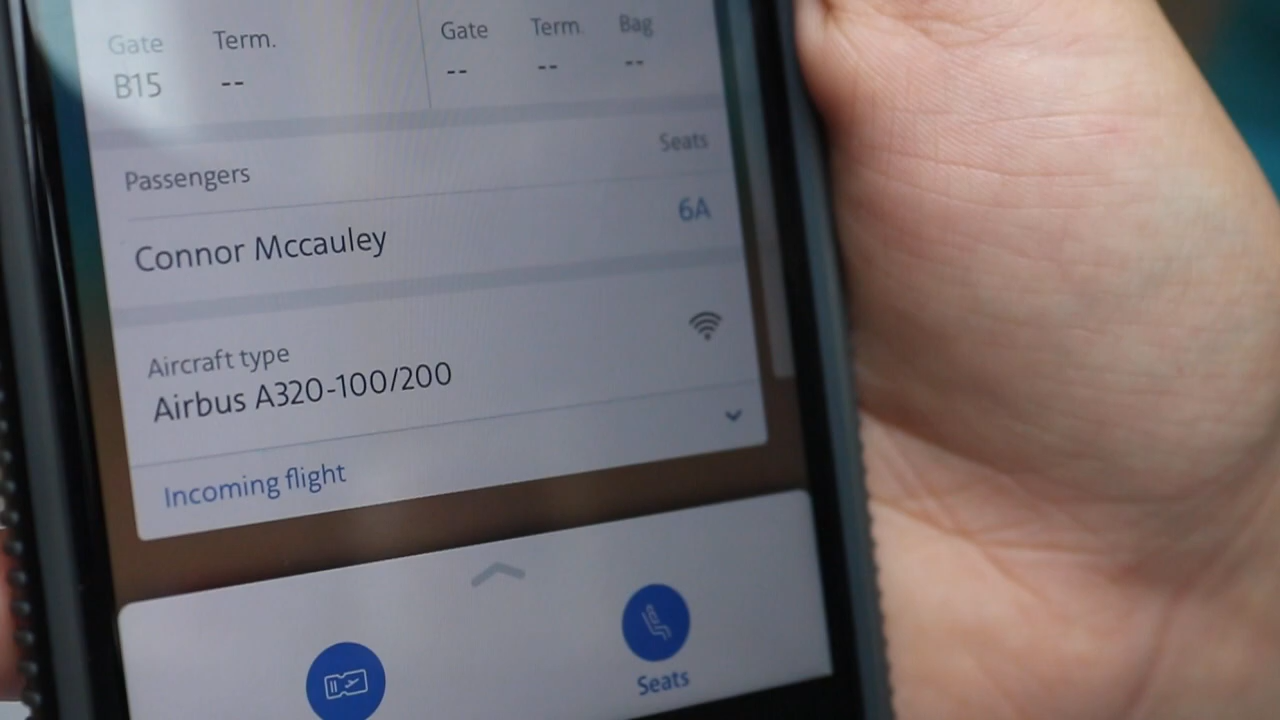 Gate Term. Gate Term. Bag
B15 -- -- -- --
Passengers Seats
Connor Mccauley 6A
Aircraft type
Airbus A320-100/200
Incoming flight
Seats